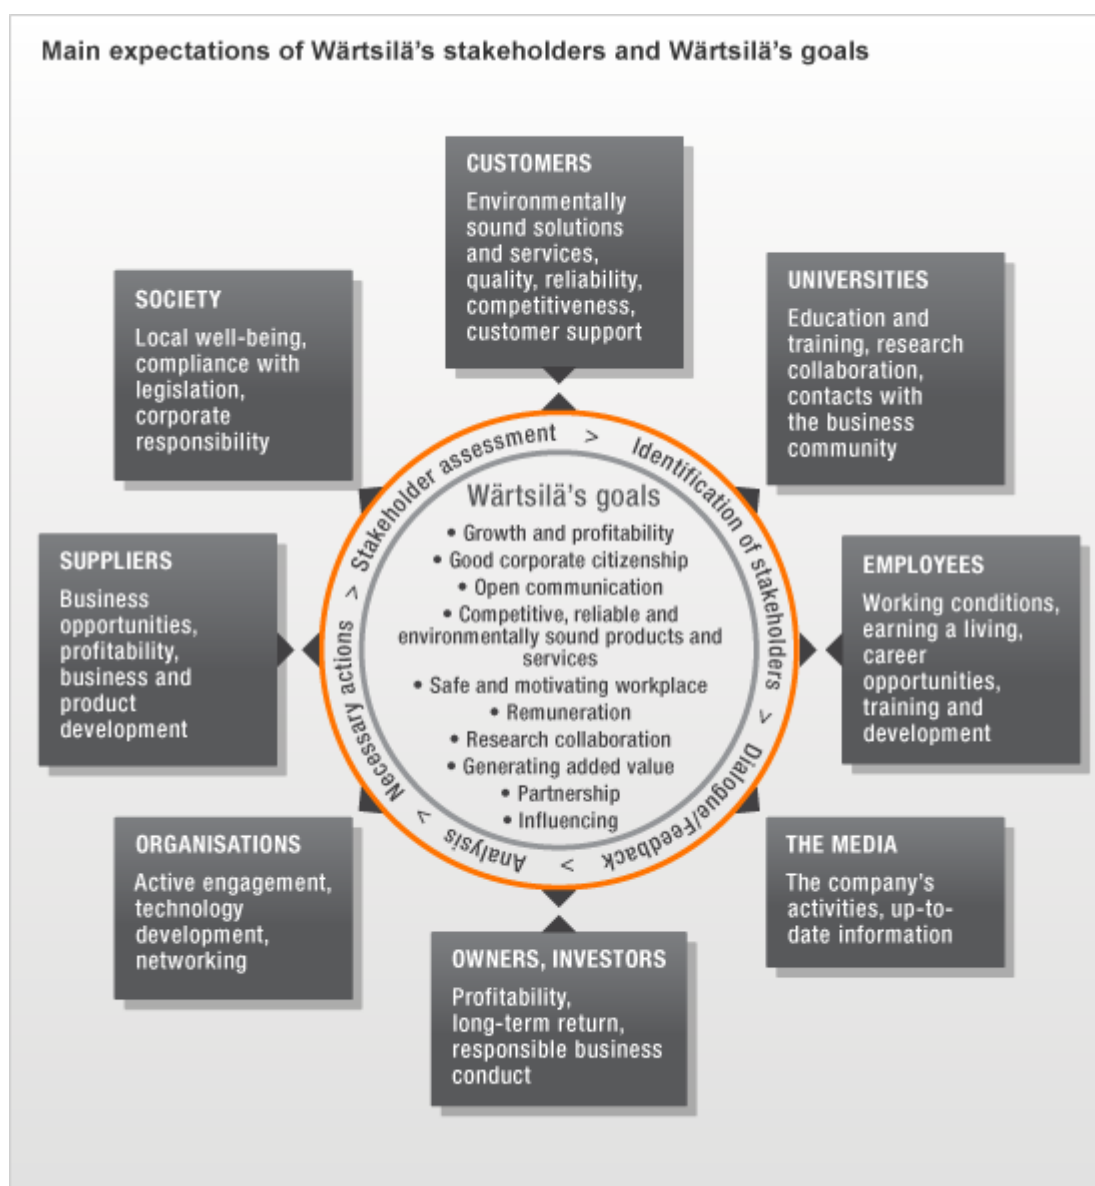 Main expectations of Wärtsilä's stakeholders and Wärtsilä's goals
CUSTOMERS
Environmentally
sound solutions
and services,
quality, reliability,
competitiveness,
customer support
UNIVERSITIES
Education and
training, research
collaboration,
contacts with
the business
community
EMPLOYEES
Working conditions,
earning a living,
career
opportunities,
training and
development
THE MEDIA
The company's
activities, up-to-
date information
OWNERS, INVESTORS
Profitability,
long-term return,
responsible business
conduct
ORGANISATIONS
Active engagement,
technology
development,
networking
SUPPLIERS
Business
opportunities,
profitability,
business and
product
development
SOCIETY
Local well-being,
compliance with
legislation,
corporate
responsibility
Stakeholder assessment > Identification of stakeholders > Dialogue/Feedback > Analysis > Necessary actions >
Wärtsilä's goals
• Growth and profitability
• Good corporate citizenship
• Open communication
• Competitive, reliable and
environmentally sound products and
services
• Safe and motivating workplace
• Remuneration
• Research collaboration
• Generating added value
• Partnership
• Influencing